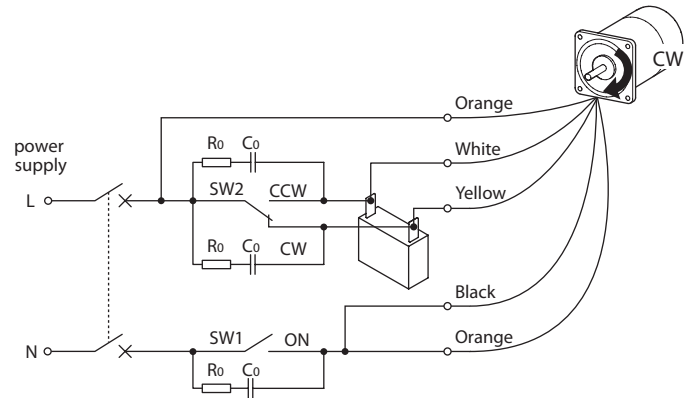 CW
Orange
R0 C0
White
power
supply
SW2 CCW
L
Yellow
R0 C0 CW
Black
SW1 ON
N
Orange
R0 C0